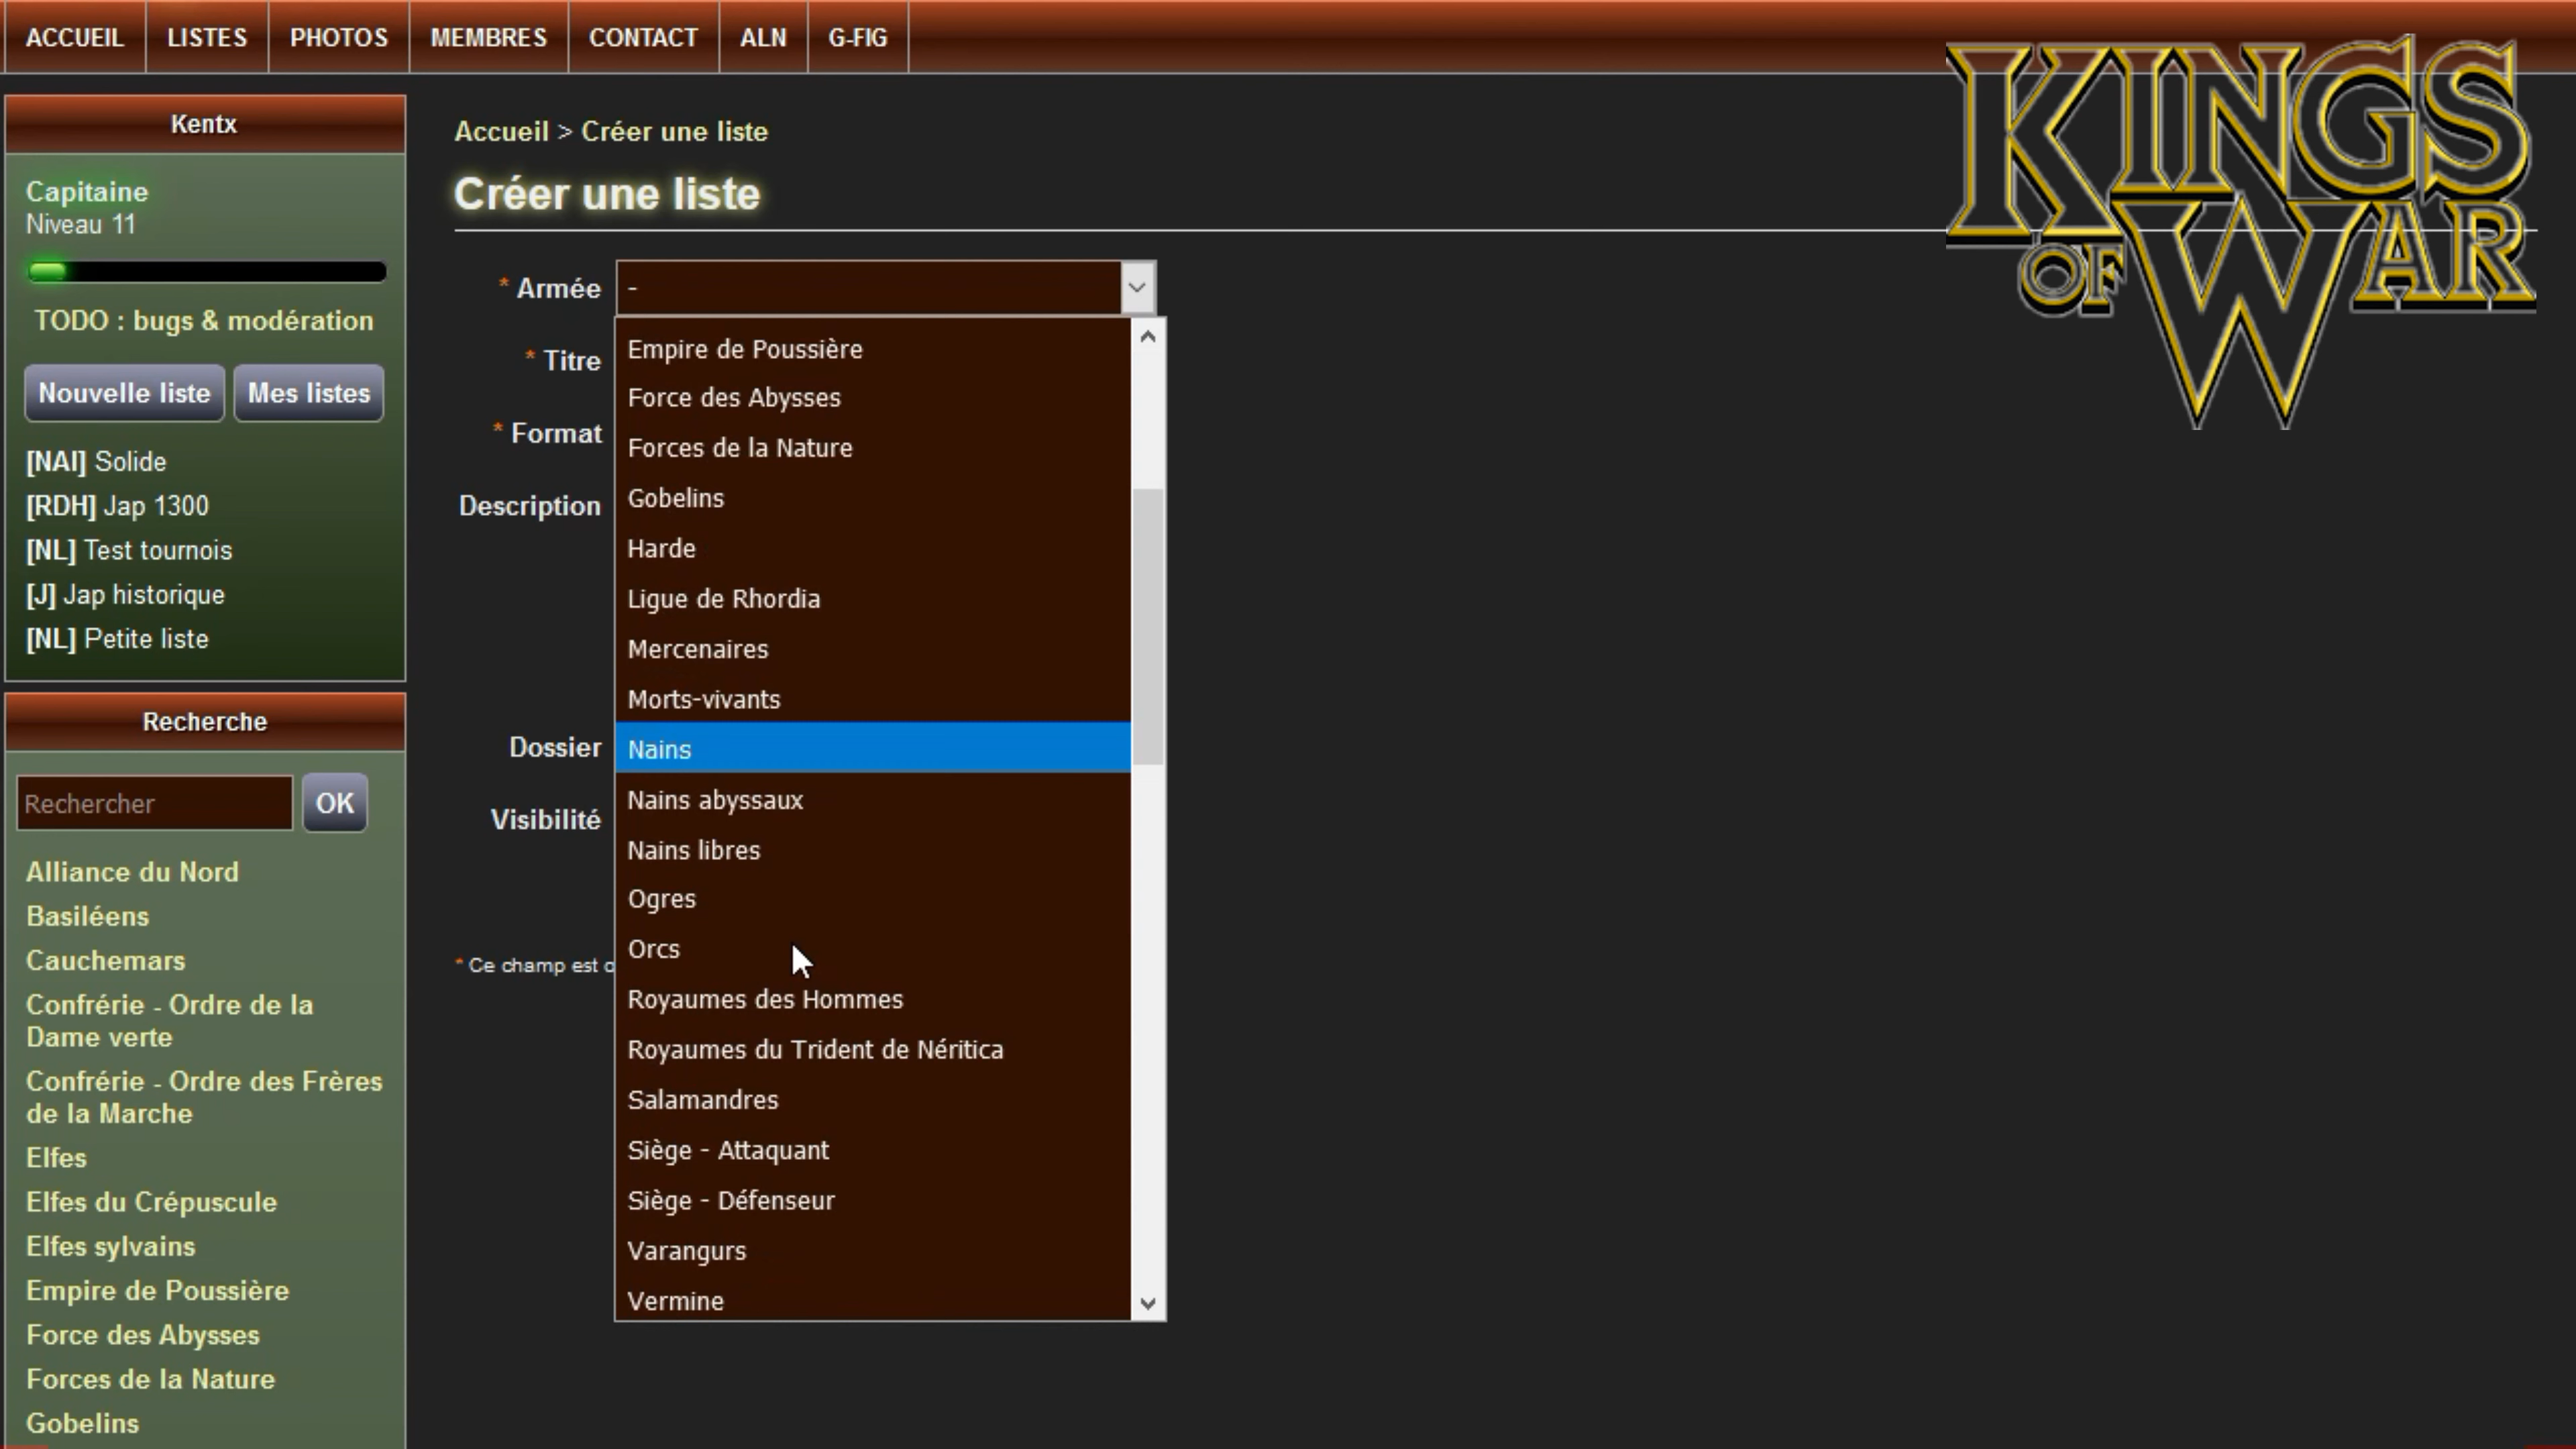 ACCUEIL LISTES PHOTOS MEMBRES CONTACT ALN G-FIG
KINGS
OF WAR
Kentx
Capitaine
Niveau 11
TODO : bugs & modération
Nouvelle liste Mes listes
[NAI] Solide
[RDH] Jap 1300
[NL] Test tournois
[J] Jap historique
[NL] Petite liste
Recherche
Rechercher OK
Alliance du Nord
Basiléens
Cauchemars
Confrérie - Ordre de la
Dame verte
Confrérie - Ordre des Frères
de la Marche
Elfes
Elfes du Crépuscule
Elfes sylvains
Empire de Poussière
Force des Abysses
Forces de la Nature
Gobelins
Accueil > Créer une liste
Créer une liste
* Armée -
* Titre
* Format
Description
Dossier
Visibilité
* Ce champ est
Empire de Poussière
Force des Abysses
Forces de la Nature
Gobelins
Harde
Ligue de Rhordia
Mercenaires
Morts-vivants
Nains
Nains abyssaux
Nains libres
Ogres
Orcs
Royaumes des Hommes
Royaumes du Trident de Néritica
Salamandres
Siège - Attaquant
Siège - Défenseur
Varangurs
Vermine